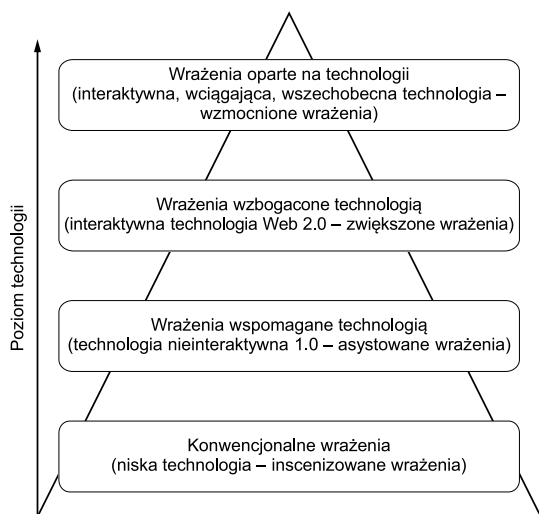 Wrażenia oparte na technologii
(interaktywna, wciągająca, wszechobecna technologia –
wzmocnione wrażenia)
Wrażenia wzbogacone technologią
(interaktywna technologia Web 2.0 – zwiększone wrażenia)
Wrażenia wspomagane technologią
(technologia nieinteraktywna 1.0 – asystowane wrażenia)
Konwencjonalne wrażenia
(niska technologia – inscenizowane wrażenia)
Poziom technologii